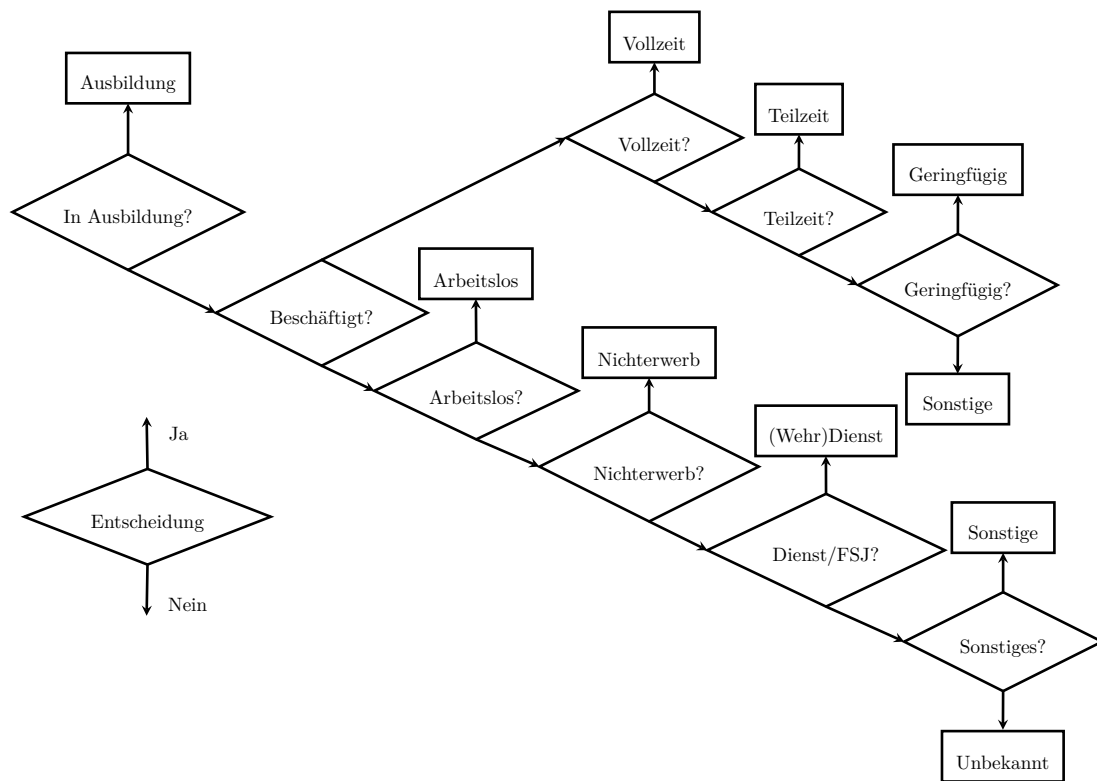 Vollzeit
Ausbildung
Teilzeit
Vollzeit?
Geringfügig
In Ausbildung?
Teilzeit?
Arbeitslos
Geringfügig?
Beschäftigt?
Nichterwerb
Arbeitslos?
Sonstige
Ja
(Wehr)Dienst
Nichterwerb?
Entscheidung
Sonstige
Dienst/FSJ?
Nein
Sonstiges?
Unbekannt